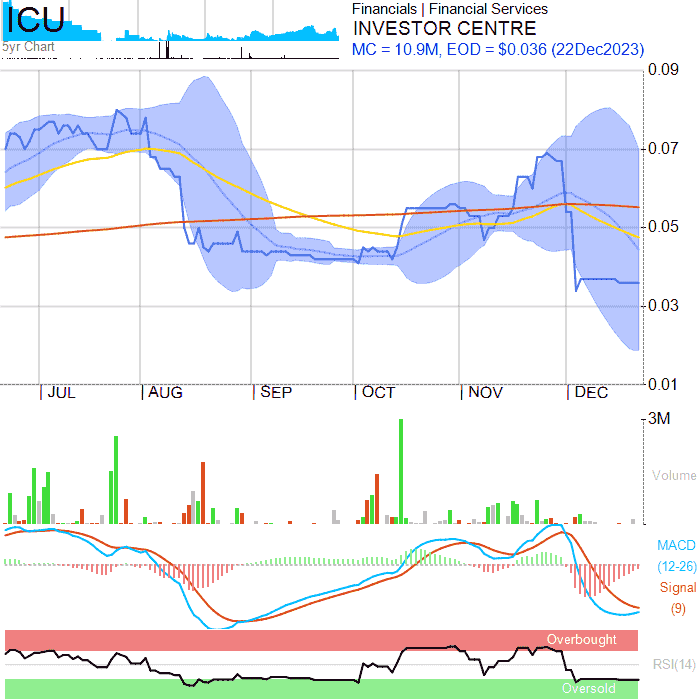 ICU
5yr Chart
Financials | Financial Services
INVESTOR CENTRE
MC = 10.9M, EOD = $0.036 (22Dec2023)
0.09
0.07
0.05
0.03
0.01
JUL AUG SEP OCT NOV DEC
3M
Volume
MACD
(12-26)
Signal
(9)
Overbought
RSI(14)
Oversold